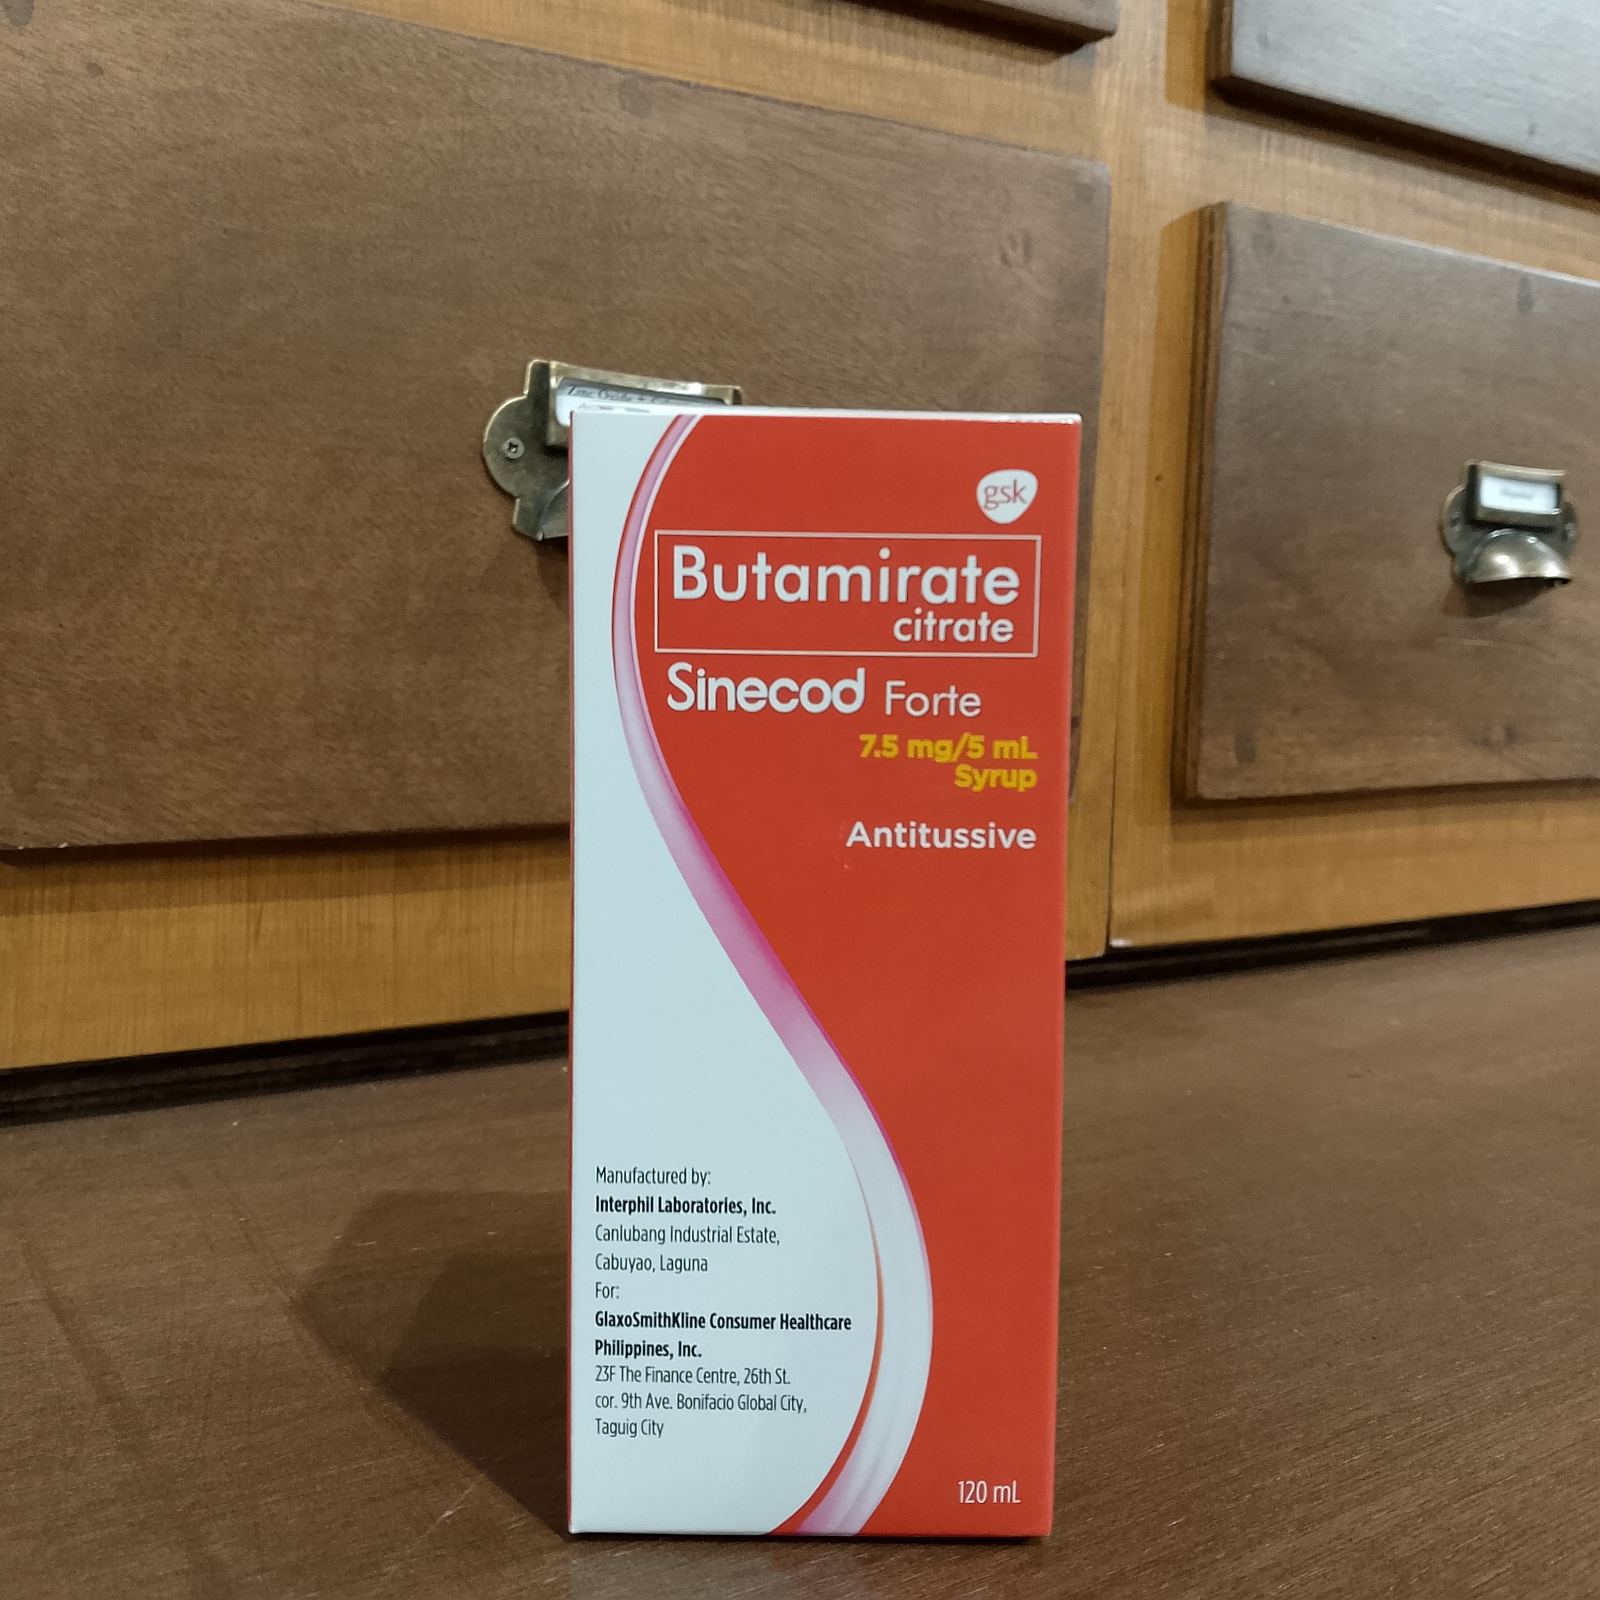 Zinc Oxide +
gsk
Butamirate
citrate
Sinecod Forte
7.5 mg/5 mL
Syrup
Antitussive
Manufactured by:
Interphil Laboratories, Inc.
Canlubang Industrial Estate,
Cabuyao, Laguna
For:
GlaxoSmithKline Consumer Healthcare
Philippines, Inc.
23F The Finance Centre, 26th St.
cor. 9th Ave. Bonifacio Global City,
Taguig City
120 mL